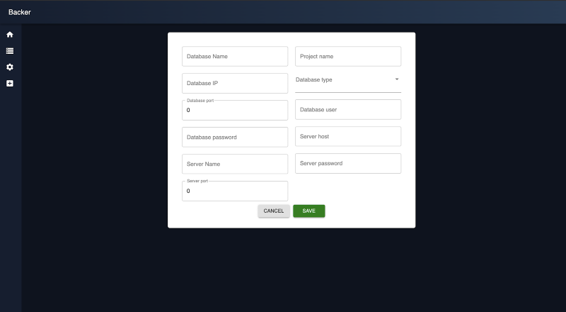 Backer
Database Name
Project name
Database IP
Database type
Database port
0
Database user
Database password
Server host
Server Name
Server password
Server port
0
CANCEL
SAVE